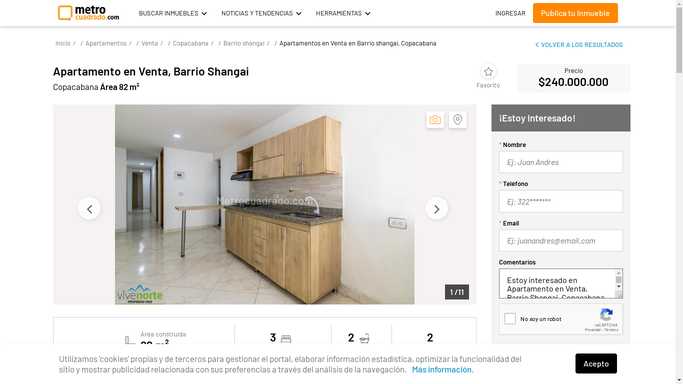 metro
cuadrado.com
BUSCAR INMUEBLES
NOTICIAS Y TENDENCIAS
HERRAMIENTAS
INGRESAR
Publica tu inmueble
Inicio / / Apartamentos / / Venta / / Copacabana / / Barrio shangai / / Apartamentos en Venta en Barrio shangai, Copacabana
VOLVER A LOS RESULTADOS
Apartamento en Venta, Barrio Shangai
Copacabana Área 82 m²
Favorito
Precio
$240.000.000
¡Estoy Interesado!
* Nombre
Ej: Juan Andres
* Teléfono
Ej: 322*******
* Email
Ej: juanandres@email.com
Comentarios
Estoy interesado en
Apartamento en Venta,
Barrio Shangai, Copacabana
No soy un robot
reCAPTCHA
Privacidad - Términos
Metrocuadrado.com
vivenorte
1 /11
Área construida
82 m²
3
2
2
Utilizamos 'cookies' propias y de terceros para gestionar el portal, elaborar información estadística, optimizar la funcionalidad del
sitio y mostrar publicidad relacionada con sus preferencias a través del análisis de la navegación. Más información.
Acepto